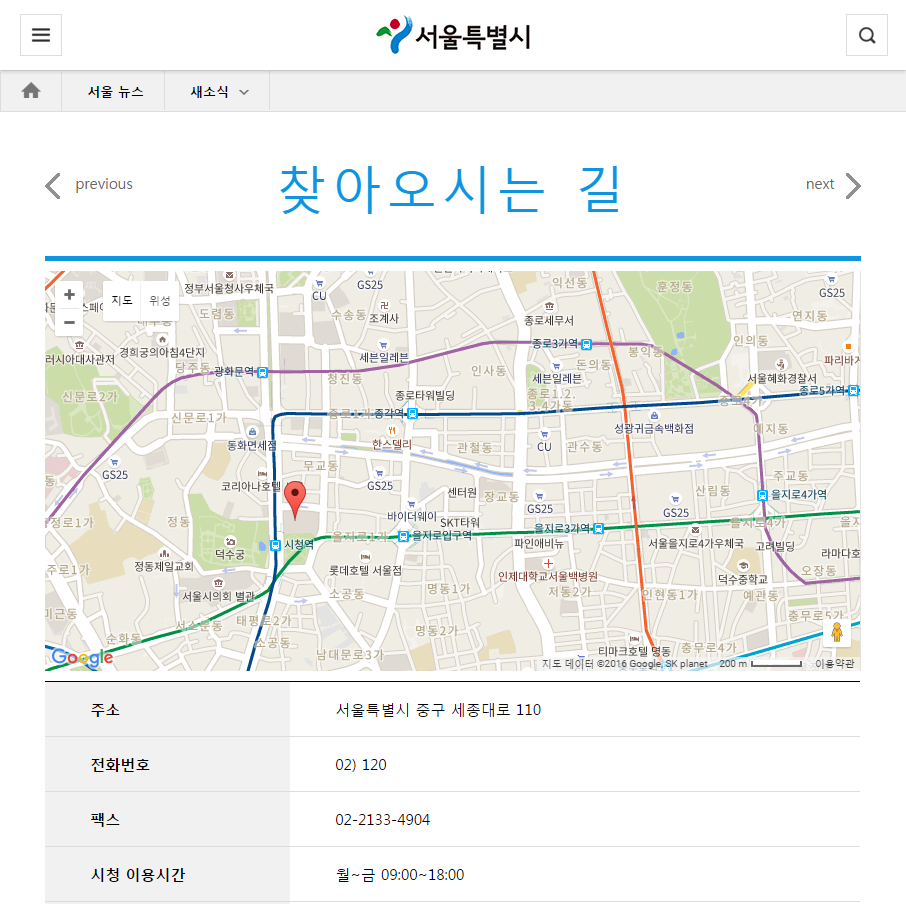 서울특별시
서울 뉴스 새소식
previous 찾아오시는 길 next
지도 위성
정부서울청사우체국
CU
GS25
수송동
조계사
도렴동
익선동
훈정동
종로세무서
GS25
연지동
경희궁의아침4단지
세븐일레븐
종로3가역
봉익동
인의동
당주동
광화문역
청진동
인사동
돈의동
세븐일레븐
서울혜화경찰서
종로5가역
신문로2가
종로타워빌딩
종로1,2,
3,4가동
신문로1가
종각역
동화면세점
한스델리
관철동
CU
관수동
성광귀금속백화점
예지동
GS25
무교동
코리아나호텔
GS25
센터원
장교동
GS25
산림동
GS25
주교동
을지로4가역
정동
바이더웨이
SKT타워
시청역
을지로1가
을지로입구역
을지로3가역
파인애비뉴
서울을지로4가우체국
고려빌딩
덕수궁
정동제일교회
롯데호텔 서울점
인제대학교서울백병원
덕수중학교
오장동
서울시의회 별관
소공동
명동1가
저동2가
인현동1가
예관동
서소문동
태평로2가
순화동
소공동
명동2가
남대문로3가
충무로5가
충무로4가
티마크호텔 명동
Google
지도 데이터 ©2016 Google, SK planet 200 m 이용약관
주소 서울특별시 중구 세종대로 110
전화번호 02) 120
팩스 02-2133-4904
시청 이용시간 월~금 09:00~18:00